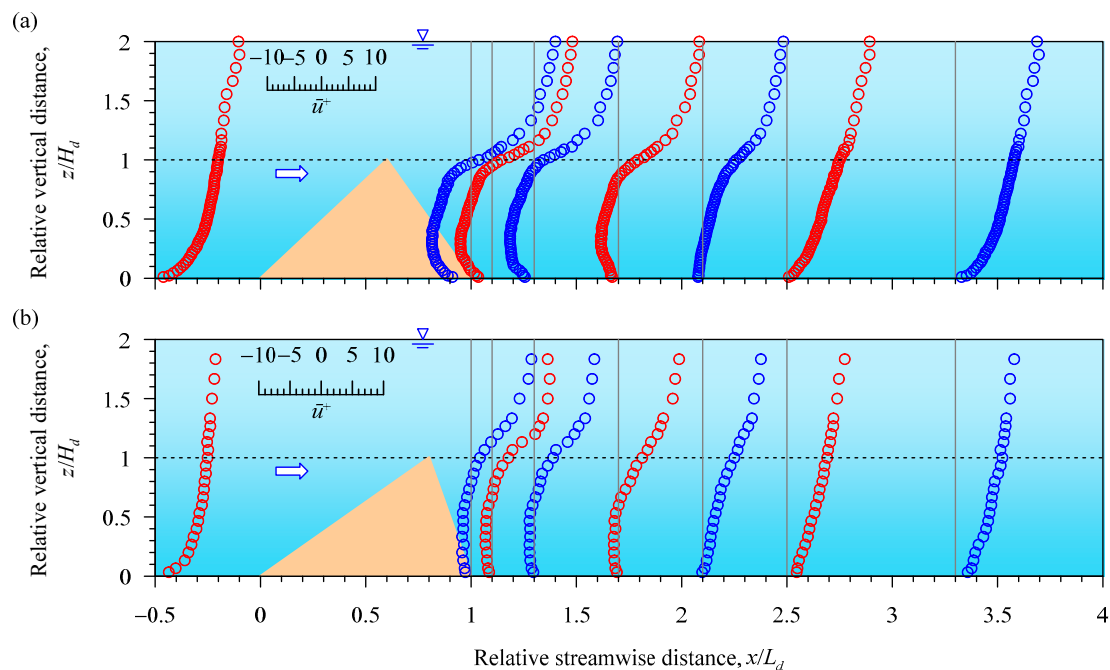 (a)
2
1.5
1
0.5
0
Relative vertical distance,
z/H_d
−10 −5 0 5 10
ū⁺
(b)
2
1.5
1
0.5
0
Relative vertical distance,
z/H_d
−10 −5 0 5 10
ū⁺
−0.5 0 0.5 1 1.5 2 2.5 3 3.5 4
Relative streamwise distance, x/L_d